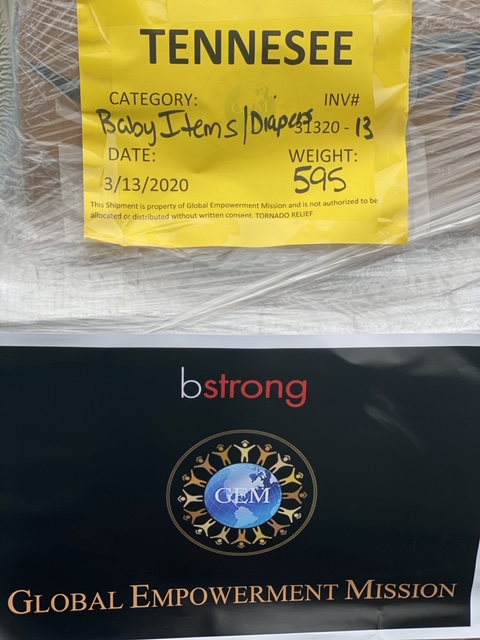 TENNESEE
CATEGORY: INV#
Baby Items/Diapers 31320 - 13
DATE: WEIGHT:
3/13/2020 595
This Shipment is property of Global Empowerment Mission and is not authorized to be
allocated or distributed without written consent. TORNADO RELIEF
bstrong
GEM
GLOBAL EMPOWERMENT MISSION